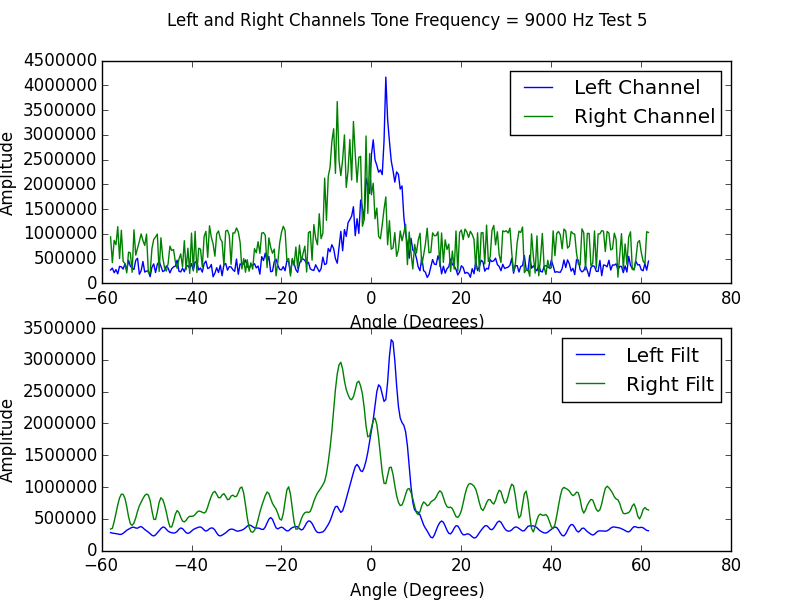 Left and Right Channels Tone Frequency = 9000 Hz Test 5
4500000
4000000
3500000
3000000
2500000
2000000
1500000
1000000
500000
0
Amplitude
Left Channel
Right Channel
−60 −40 −20 0 20 40 60 80
Angle (Degrees)
3500000
3000000
2500000
2000000
1500000
1000000
500000
0
Amplitude
Left Filt
Right Filt
−60 −40 −20 0 20 40 60 80
Angle (Degrees)